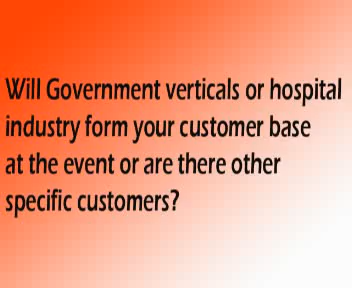 Will Government verticals or hospital
industry form your customer base
at the event or are there other
specific customers?